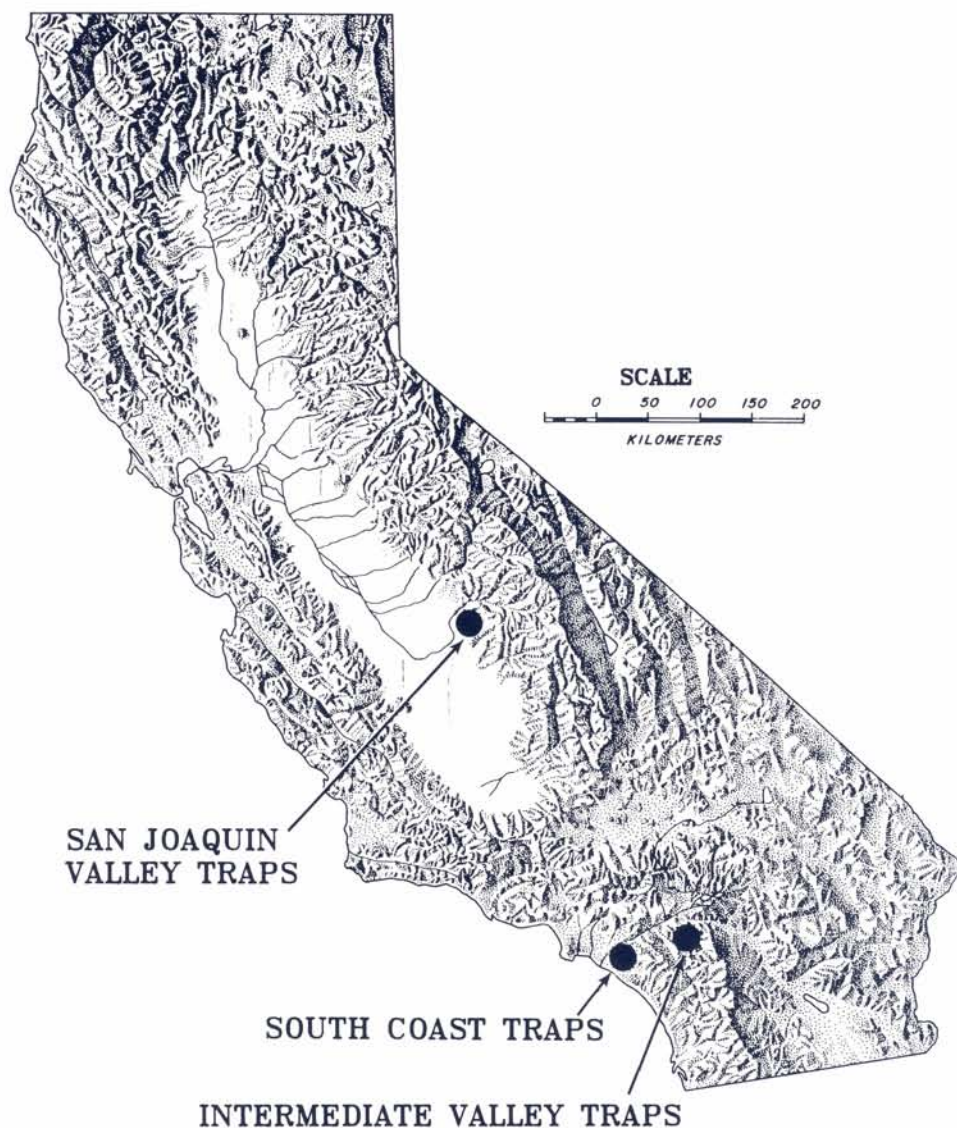 SCALE
0 50 100 150 200
KILOMETERS
SAN JOAQUIN
VALLEY TRAPS
SOUTH COAST TRAPS
INTERMEDIATE VALLEY TRAPS